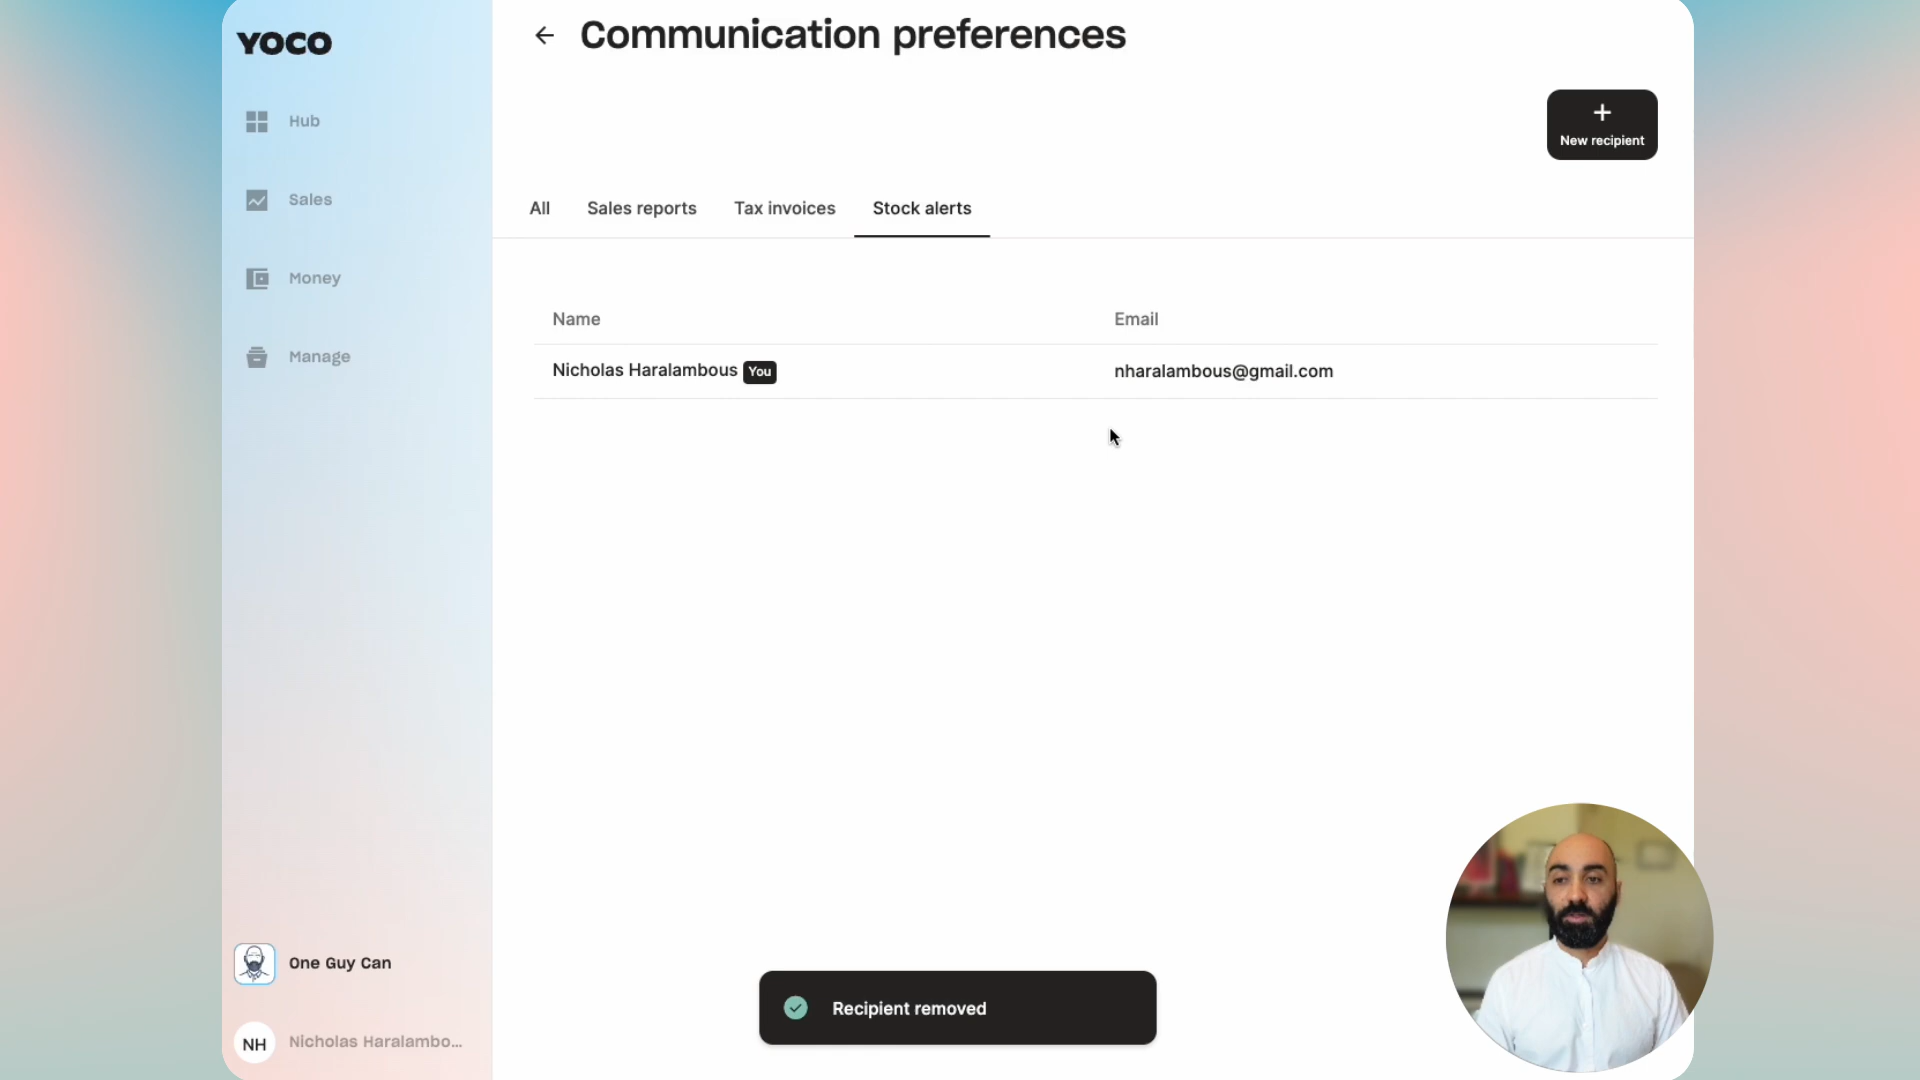 YOCO
Hub
Sales
Money
Manage
One Guy Can
NH
Nicholas Haralambo...
Communication preferences
New recipient
All
Sales reports
Tax invoices
Stock alerts
Name
Email
Nicholas Haralambous You
nharalambous@gmail.com
Recipient removed